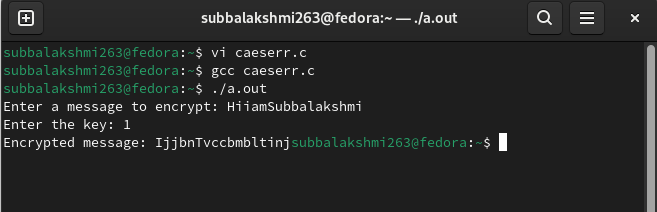 subbalakshmi263@fedora:~ — ./a.out
subbalakshmi263@fedora:~$ vi caeserr.c
subbalakshmi263@fedora:~$ gcc caeserr.c
subbalakshmi263@fedora:~$ ./a.out
Enter a message to encrypt: HiiamSubbalakshmi
Enter the key: 1
Encrypted message: IjjbnTvccbmbltinjsubbalakshmi263@fedora:~$